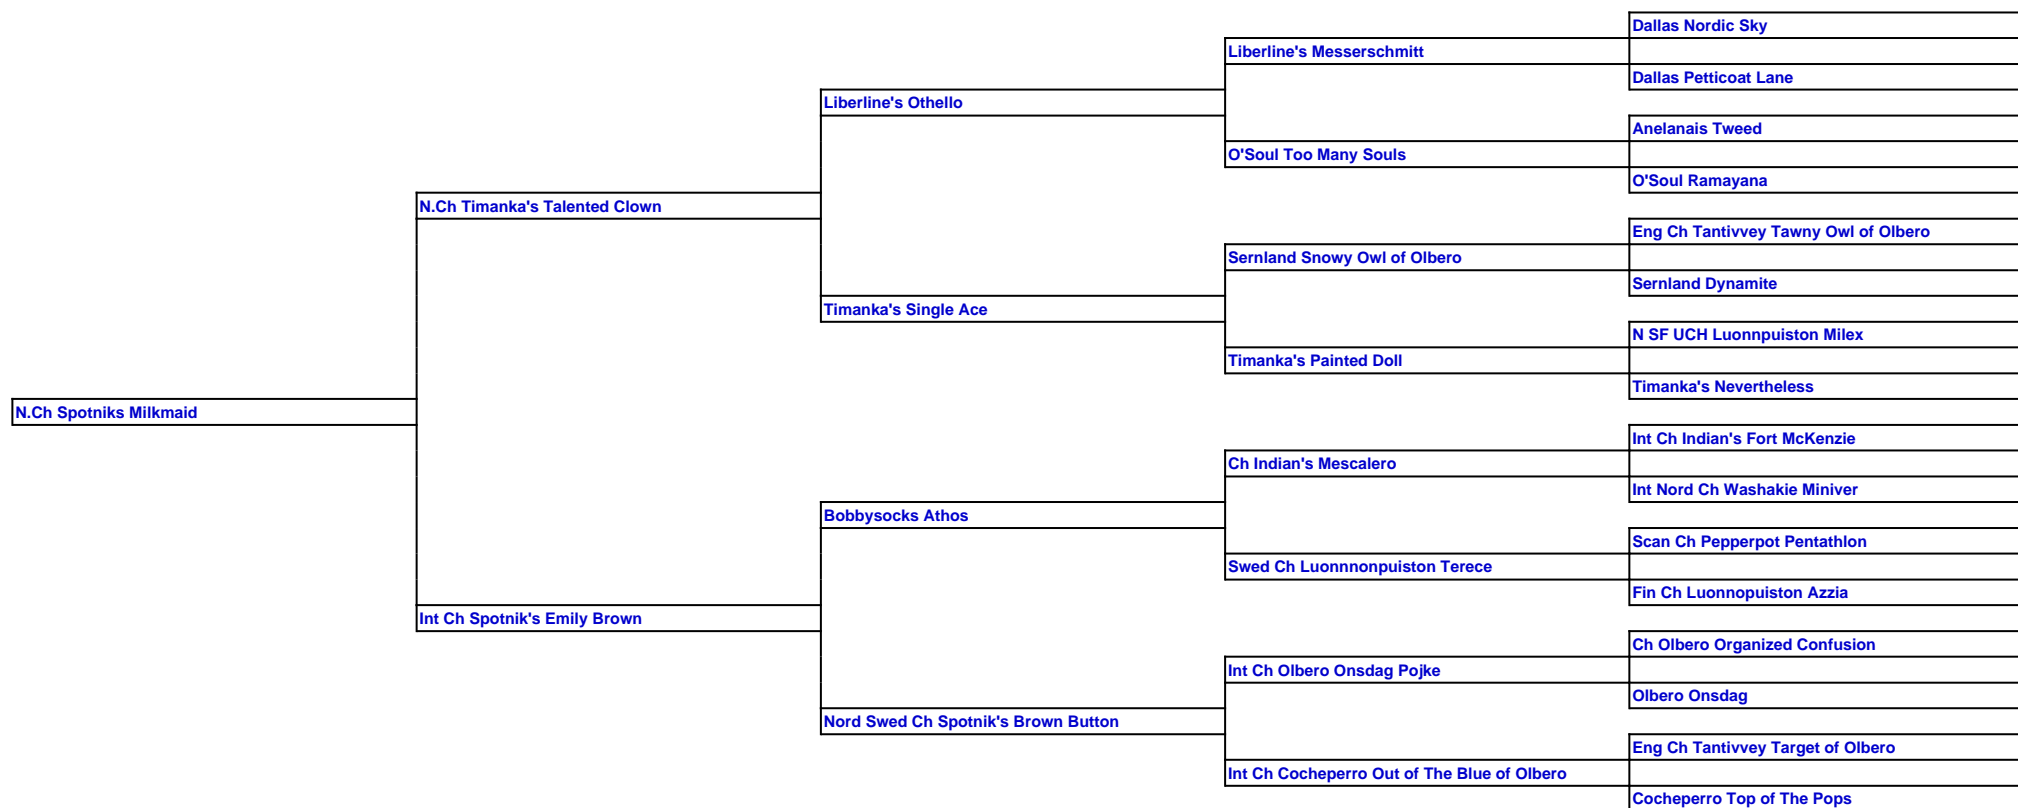 Dallas Nordic Sky
Liberline's Messerschmitt
Dallas Petticoat Lane
Liberline's Othello
Anelanais Tweed
O'Soul Too Many Souls
O'Soul Ramayana
N.Ch Timanka's Talented Clown
Eng Ch Tantivvey Tawny Owl of Olbero
Sernland Snowy Owl of Olbero
Sernland Dynamite
Timanka's Single Ace
N SF UCH Luonnpuiston Milex
Timanka's Painted Doll
Timanka's Nevertheless
N.Ch Spotniks Milkmaid
Int Ch Indian's Fort McKenzie
Ch Indian's Mescalero
Int Nord Ch Washakie Miniver
Bobbysocks Athos
Scan Ch Pepperpot Pentathlon
Swed Ch Luonnnonpuiston Terece
Fin Ch Luonnopuiston Azzia
Int Ch Spotnik's Emily Brown
Ch Olbero Organized Confusion
Int Ch Olbero Onsdag Pojke
Olbero Onsdag
Nord Swed Ch Spotnik's Brown Button
Eng Ch Tantivvey Target of Olbero
Int Ch Cocheperro Out of The Blue of Olbero
Cocheperro Top of The Pops